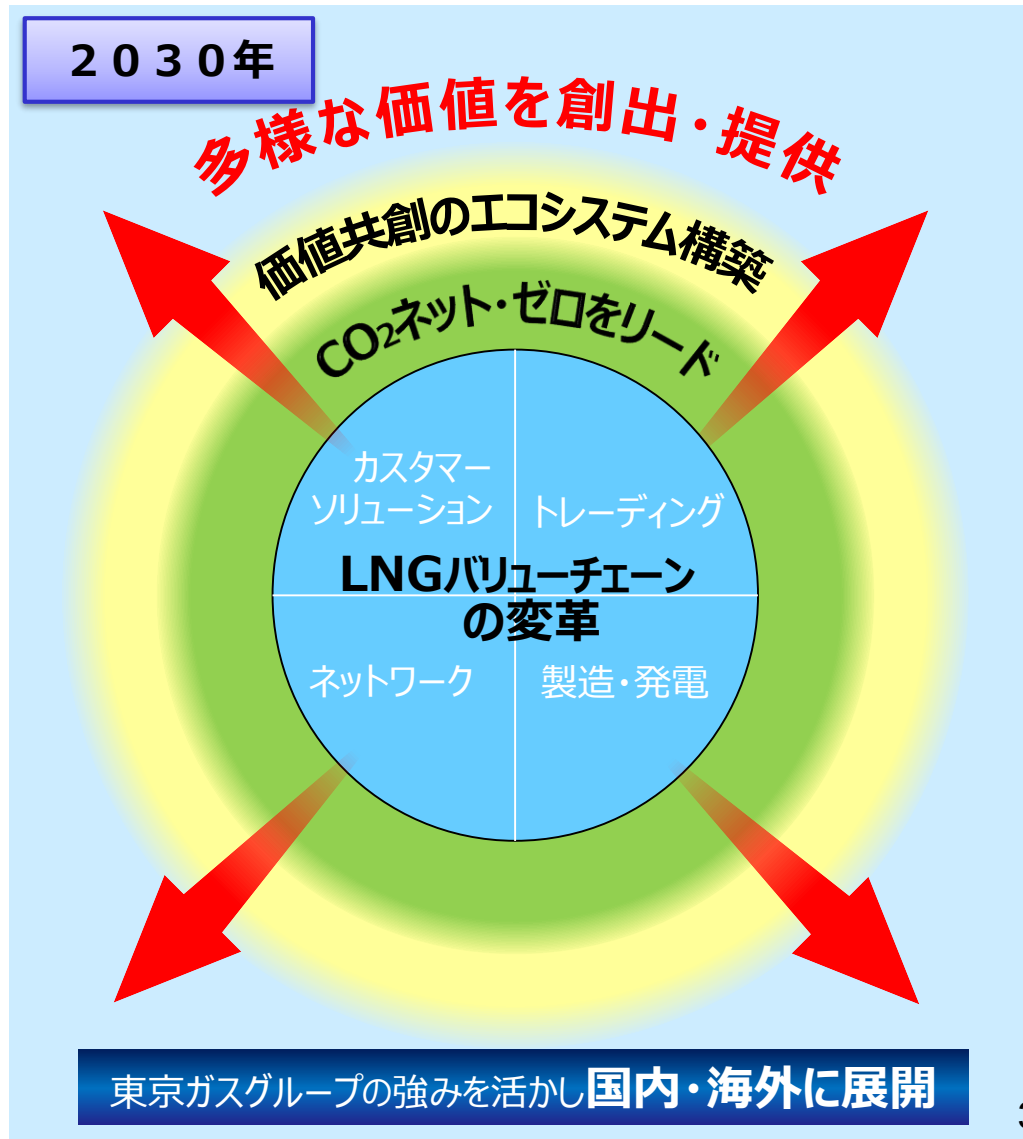 ２０３０年
多様な価値を創出・提供
価値共創のエコシステム構築
CO₂ネット・ゼロをリード
カスタマー
ソリューション
トレーディング
LNGバリューチェーン
の変革
ネットワーク
製造・発電
東京ガスグループの強みを活かし国内・海外に展開